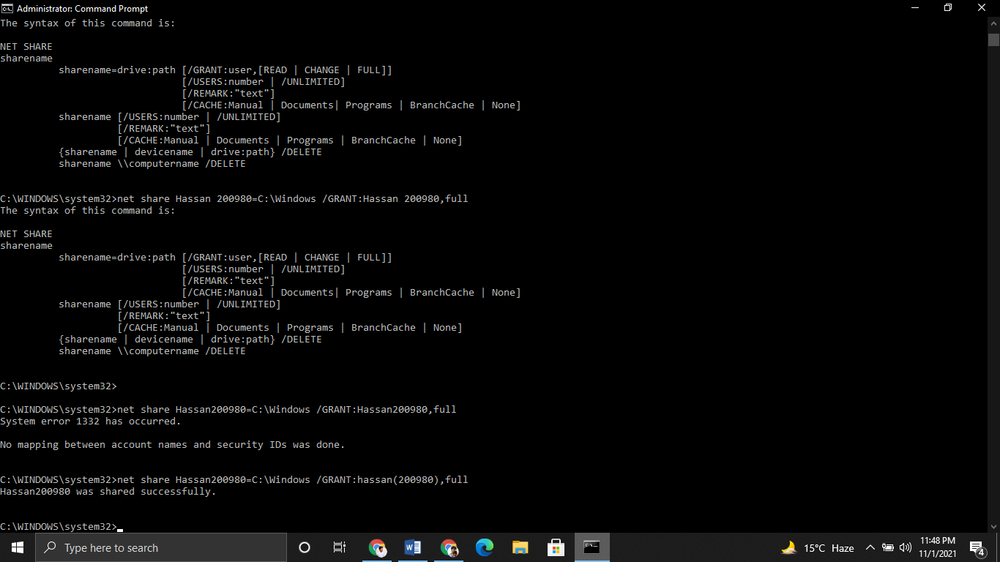 Administrator: Command Prompt
The syntax of this command is:
NET SHARE
sharename
sharename=drive:path [/GRANT:user,[READ | CHANGE | FULL]]
[/USERS:number | /UNLIMITED]
[/REMARK:"text"]
[/CACHE:Manual | Documents| Programs | BranchCache | None]
sharename [/USERS:number | /UNLIMITED]
[/REMARK:"text"]
[/CACHE:Manual | Documents | Programs | BranchCache | None]
{sharename | devicename | drive:path} /DELETE
sharename \\computername /DELETE
C:\WINDOWS\system32>net share Hassan 200980=C:\Windows /GRANT:Hassan 200980,full
The syntax of this command is:
NET SHARE
sharename
sharename=drive:path [/GRANT:user,[READ | CHANGE | FULL]]
[/USERS:number | /UNLIMITED]
[/REMARK:"text"]
[/CACHE:Manual | Documents| Programs | BranchCache | None]
sharename [/USERS:number | /UNLIMITED]
[/REMARK:"text"]
[/CACHE:Manual | Documents | Programs | BranchCache | None]
{sharename | devicename | drive:path} /DELETE
sharename \\computername /DELETE
C:\WINDOWS\system32>
C:\WINDOWS\system32>net share Hassan200980=C:\Windows /GRANT:Hassan200980,full
System error 1332 has occurred.
No mapping between account names and security IDs was done.
C:\WINDOWS\system32>net share Hassan200980=C:\Windows /GRANT:hassan(200980),full
Hassan200980 was shared successfully.
C:\WINDOWS\system32>
Type here to search
15°C Haze
11:48 PM
11/1/2021
4